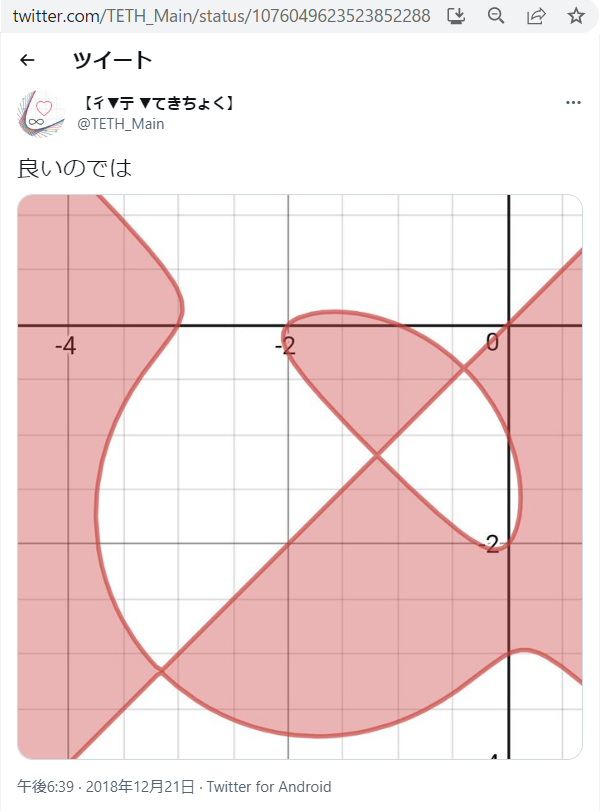 twitter.com/TETH_Main/status/1076049623523852288
ツイート
【彳▼テ ▼てきちょく】
@TETH_Main
良いのでは
-4
-2
0
-2
4
午後6:39 · 2018年12月21日 · Twitter for Android